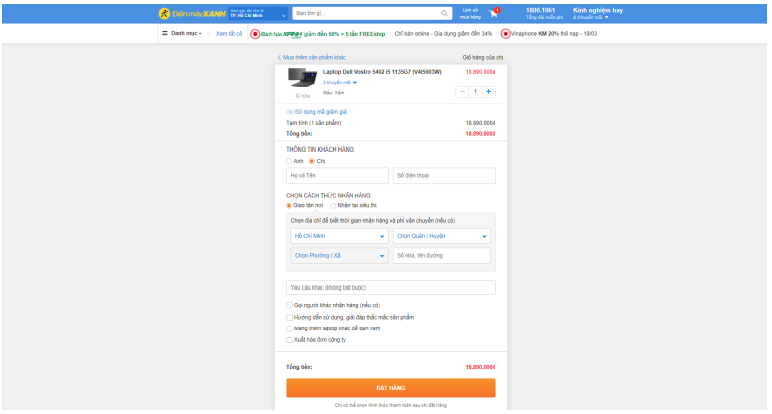 Điện máy XANH
Xem giá, tồn kho ở:
TP. Hồ Chí Minh
Bạn tìm gì...
Lịch sử
mua hàng
1
1800.1061
Tổng đài miễn phí
Kinh nghiệm hay
& Khuyến mãi
Danh mục
Xem tất cả
Bách hóa XANH giảm đến 50% + 5 lần FREEship
Chỉ bán online - Gia dụng giảm đến 34%
Vinaphone KM 20% thẻ nạp - 19/03
< Mua thêm sản phẩm khác
Giỏ hàng của chị
Laptop Dell Vostro 5402 i5 1135G7 (V4I5003W)
18.890.000₫
3 khuyến mãi
Màu: Xám
Xóa
− 1 +
Sử dụng mã giảm giá
Tạm tính (1 sản phẩm):
18.890.000₫
Tổng tiền:
18.890.000₫
THÔNG TIN KHÁCH HÀNG:
Anh
Chị
Họ và Tên
Số điện thoại
CHỌN CÁCH THỨC NHẬN HÀNG:
Giao tận nơi
Nhận tại siêu thị
Chọn địa chỉ để biết thời gian nhận hàng và phí vận chuyển (nếu có)
Hồ Chí Minh
Chọn Quận / Huyện
Chọn Phường / Xã
Số nhà, tên đường
Yêu cầu khác (không bắt buộc)
Gọi người khác nhận hàng (nếu có)
Hướng dẫn sử dụng, giải đáp thắc mắc sản phẩm
Mang thêm laptop khác để bạn xem
Xuất hóa đơn công ty
Tổng tiền:
18.890.000₫
ĐẶT HÀNG
Chị có thể chọn hình thức thanh toán sau khi đặt hàng